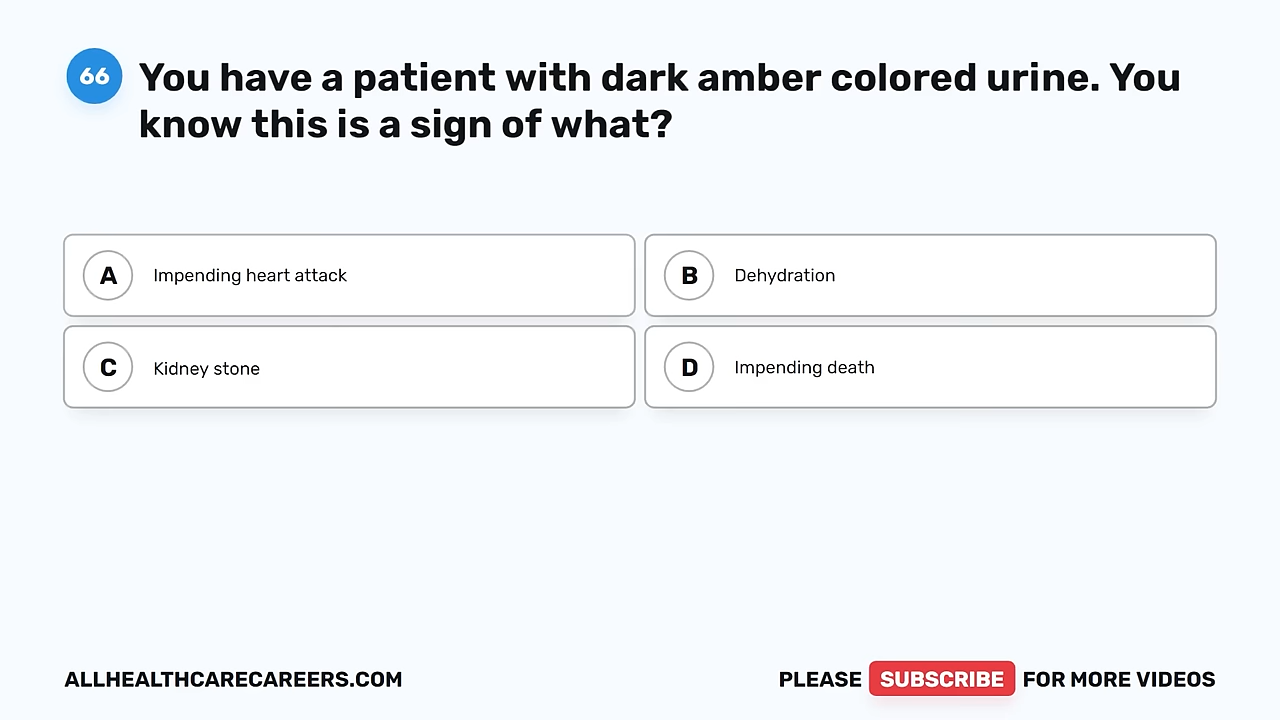 66 You have a patient with dark amber colored urine. You
know this is a sign of what?
A Impending heart attack
B Dehydration
C Kidney stone
D Impending death
ALLHEALTHCARECAREERS.COM
PLEASE SUBSCRIBE FOR MORE VIDEOS